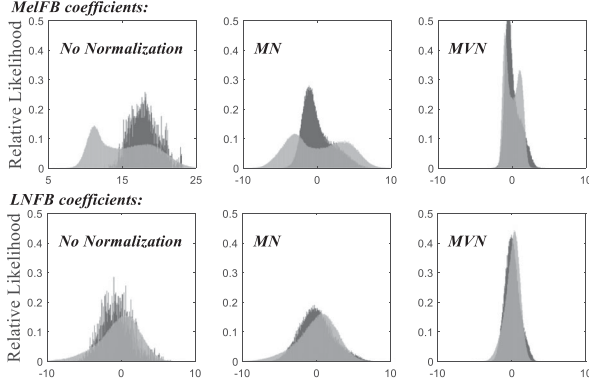 MelFB coefficients:
0.5 0.5 0.5
No Normalization MN MVN
0.4 0.4 0.4
0.3 0.3 0.3
0.2 0.2 0.2
0.1 0.1 0.1
0 0 0
Relative Likelihood
5 15 25 -10 0 10 -10 0 10
LNFB coefficients:
0.5 0.5 0.5
No Normalization MN MVN
0.4 0.4 0.4
0.3 0.3 0.3
0.2 0.2 0.2
0.1 0.1 0.1
0 0 0
Relative Likelihood
-10 0 10 -10 0 10 -10 0 10